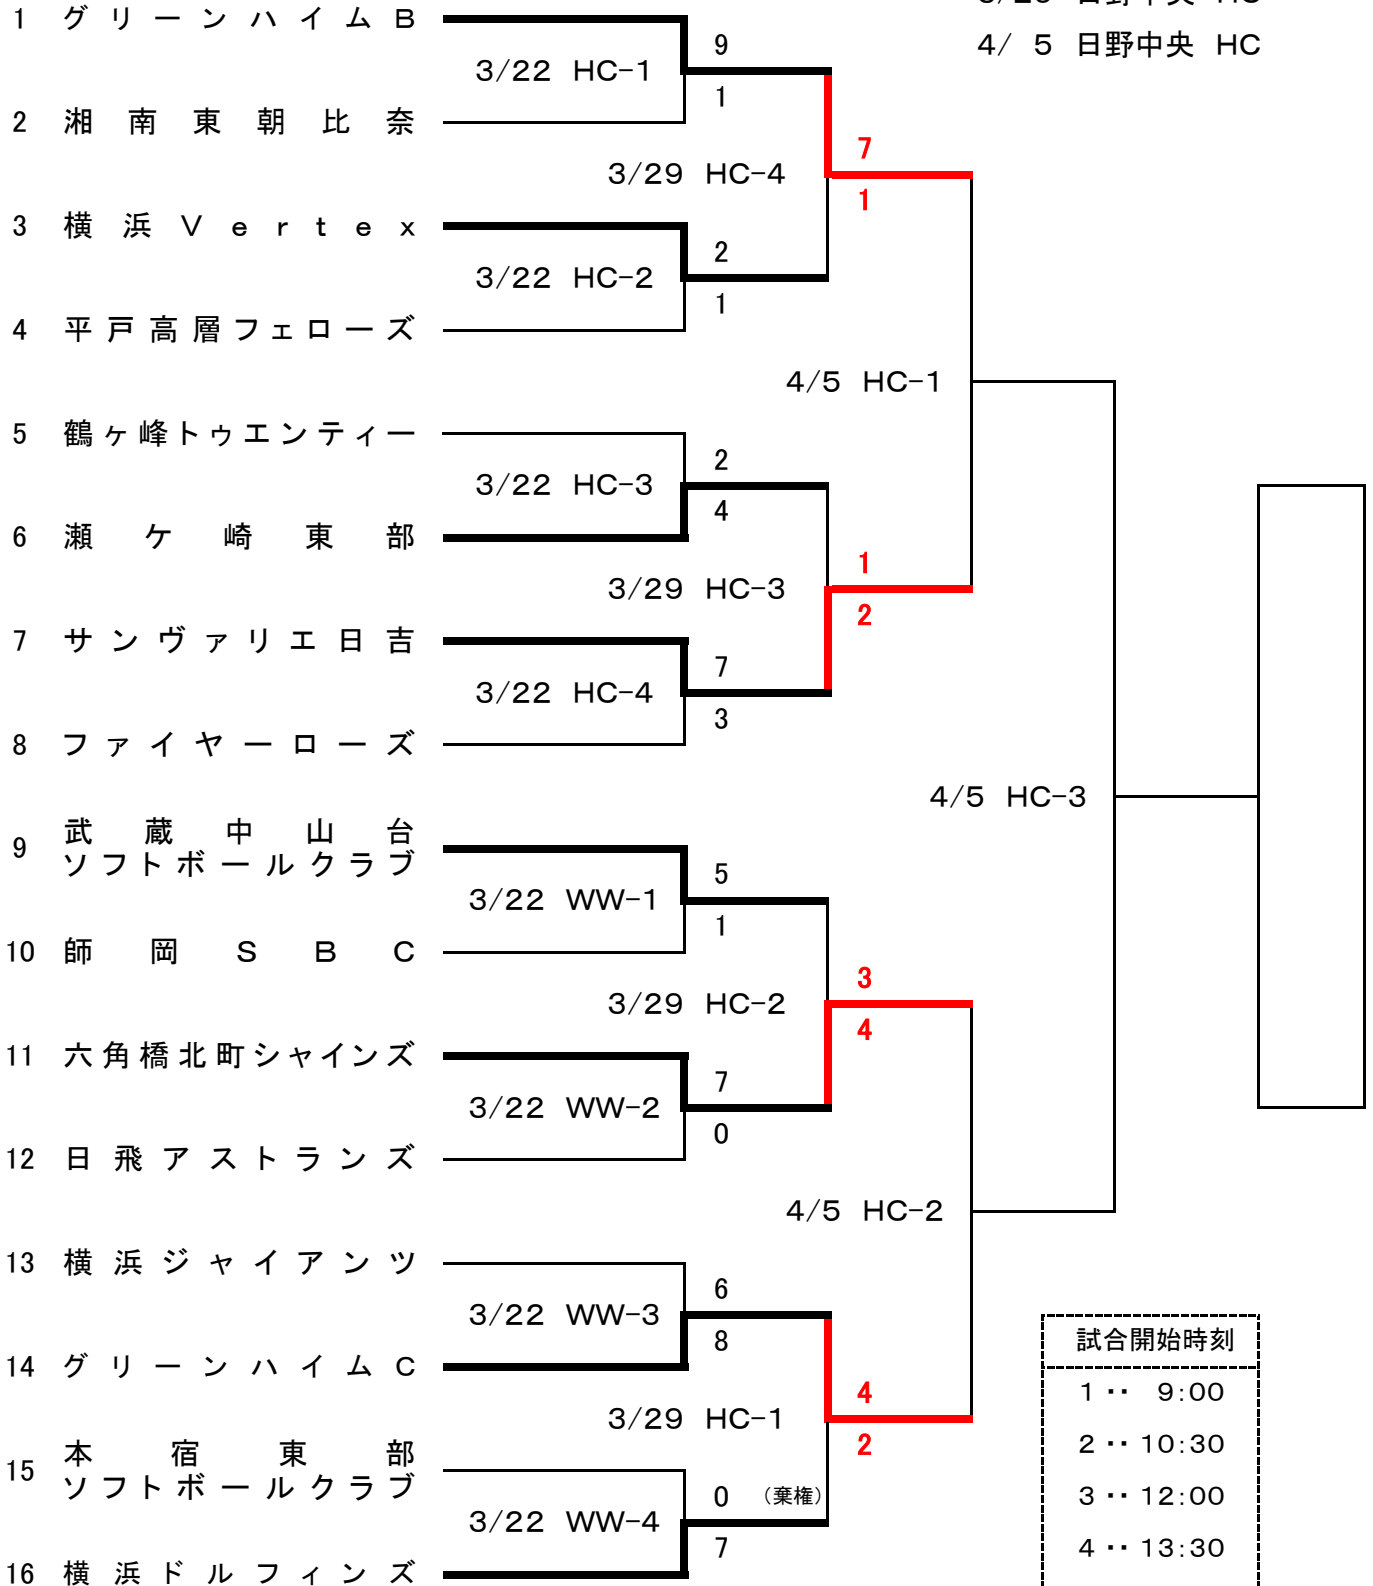 3/29 日野中央 HC
4/ 5 日野中央 HC
1 グリーンハイムB
9
3/22 HC-1
1
2 湘南東朝比奈
7
3/29 HC-4
1
3 横浜Vertex
2
3/22 HC-2
1
4 平戸高層フェローズ
4/5 HC-1
5 鶴ヶ峰トゥエンティー
2
3/22 HC-3
4
6 瀬ケ崎東部
1
3/29 HC-3
2
7 サンヴァリエ日吉
7
3/22 HC-4
3
8 ファイヤーローズ
4/5 HC-3
9 武蔵中山台
ソフトボールクラブ
5
3/22 WW-1
1
10 師岡SBC
3
3/29 HC-2
4
11 六角橋北町シャインズ
7
3/22 WW-2
0
12 日飛アストランズ
4/5 HC-2
13 横浜ジャイアンツ
6
3/22 WW-3
8
14 グリーンハイムC
4
3/29 HC-1
2
15 本宿東部
ソフトボールクラブ
0 (棄権)
3/22 WW-4
7
16 横浜ドルフィンズ
試合開始時刻
1 ‥ 9:00
2 ‥ 10:30
3 ‥ 12:00
4 ‥ 13:30